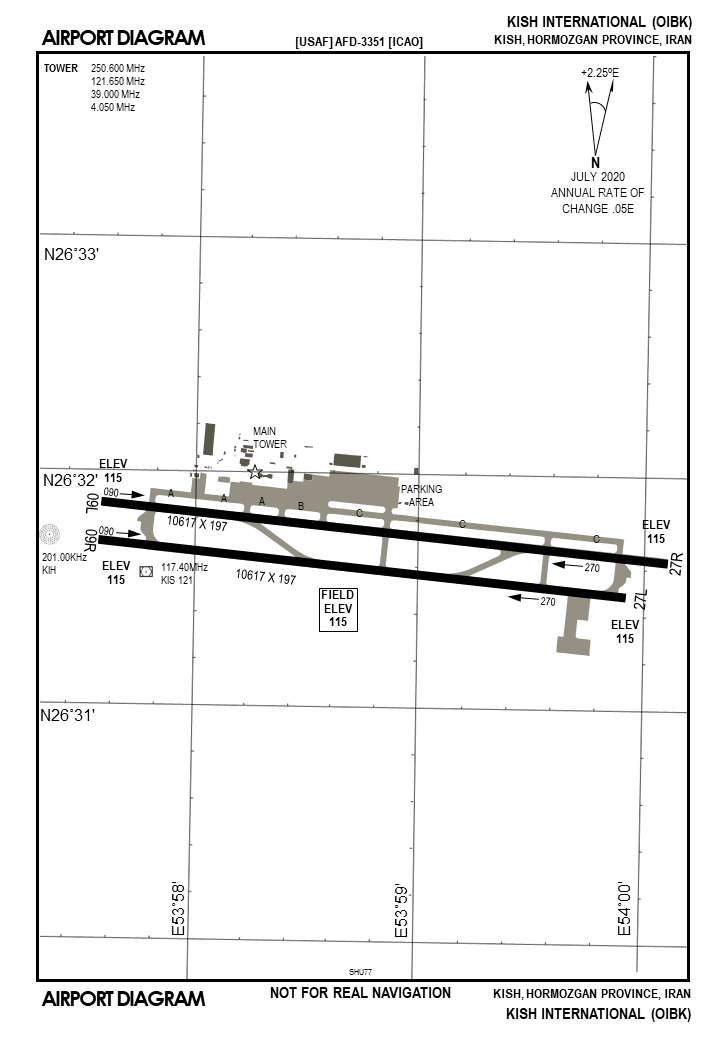 AIRPORT DIAGRAM
[USAF] AFD-3351 [ICAO]
KISH INTERNATIONAL (OIBK)
KISH, HORMOZGAN PROVINCE, IRAN
TOWER 250.600 MHz
121.650 MHz
39.000 MHz
4.050 MHz
+2.25°E
N
JULY 2020
ANNUAL RATE OF
CHANGE .05E
N26°33'
MAIN
TOWER
N26°32'
ELEV
115
09L
090
A
A
A
B
C
C
C
PARKING
AREA
10617 X 197
ELEV
115
27R
270
09R
090
201.00KHz
KIH
ELEV
115
117.40MHz
KIS 121
10617 X 197
FIELD
ELEV
115
270
27L
ELEV
115
N26°31'
E53°58'
E53°59'
E54°00'
SHU77
AIRPORT DIAGRAM
NOT FOR REAL NAVIGATION
KISH, HORMOZGAN PROVINCE, IRAN
KISH INTERNATIONAL (OIBK)